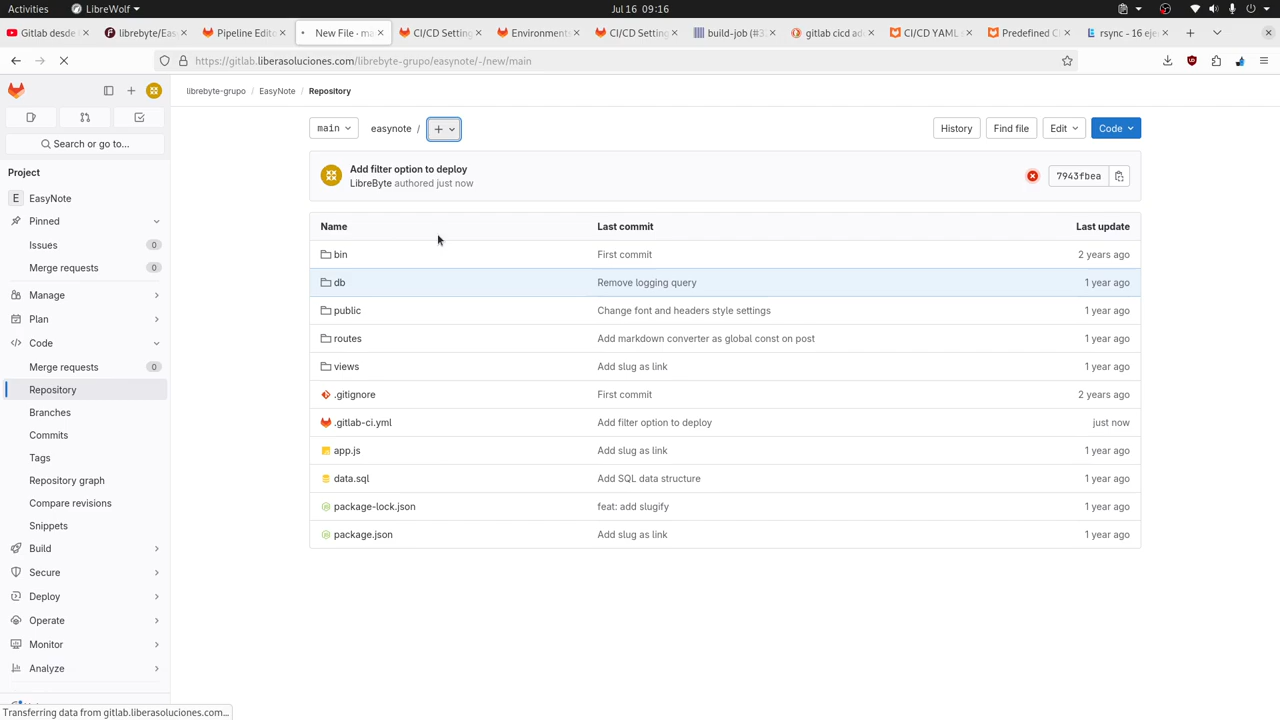 Activities
LibreWolf
Jul 16 09:16
Gitlab desde
librebyte/Eas
Pipeline Edito
New File · ma
CI/CD Setting
Environments
CI/CD Setting
build-job (#3.
gitlab cicd ad
CI/CD YAML s
Predefined C
rsync - 16 eje
https://gitlab.liberasoluciones.com/librebyte-grupo/easynote/-/new/main
librebyte-grupo / EasyNote / Repository
main
easynote /
History
Find file
Edit
Code
Search or go to...
Project
E EasyNote
Pinned
Issues 0
Merge requests 0
Manage
Plan
Code
Merge requests 0
Repository
Branches
Commits
Tags
Repository graph
Compare revisions
Snippets
Build
Secure
Deploy
Operate
Monitor
Analyze
Add filter option to deploy
LibreByte authored just now
7943fbea
Name Last commit Last update
bin First commit 2 years ago
db Remove logging query 1 year ago
public Change font and headers style settings 1 year ago
routes Add markdown converter as global const on post 1 year ago
views Add slug as link 1 year ago
.gitignore First commit 2 years ago
.gitlab-ci.yml Add filter option to deploy just now
app.js Add slug as link 1 year ago
data.sql Add SQL data structure 1 year ago
package-lock.json feat: add slugify 1 year ago
package.json Add slug as link 1 year ago
Transferring data from gitlab.liberasoluciones.com...